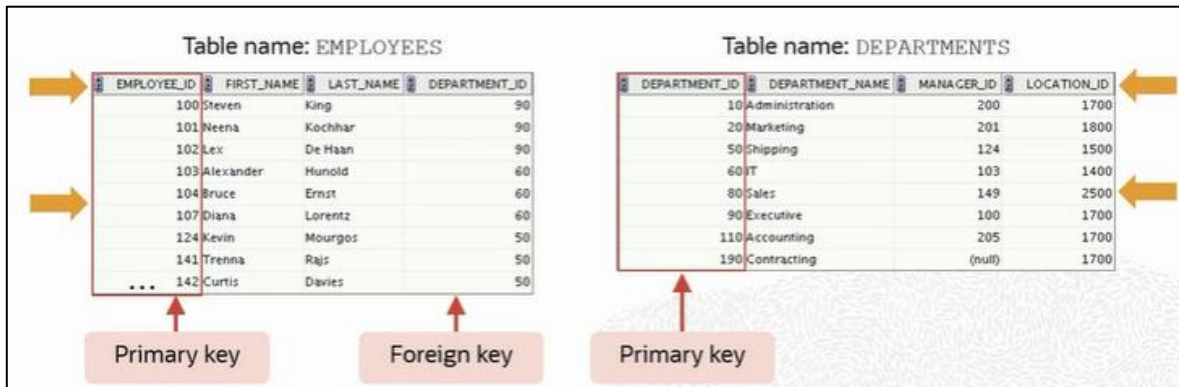 Table name: EMPLOYEES
EMPLOYEE_ID FIRST_NAME LAST_NAME DEPARTMENT_ID
100 Steven King 90
101 Neena Kochhar 90
102 Lex De Haan 90
103 Alexander Hunold 60
104 Bruce Ernst 60
107 Diana Lorentz 60
124 Kevin Mourgos 50
141 Trenna Rajs 50
... 142 Curtis Davies 50
Primary key
Foreign key
Table name: DEPARTMENTS
DEPARTMENT_ID DEPARTMENT_NAME MANAGER_ID LOCATION_ID
10 Administration 200 1700
20 Marketing 201 1800
50 Shipping 124 1500
60 IT 103 1400
80 Sales 149 2500
90 Executive 100 1700
110 Accounting 205 1700
190 Contracting (null) 1700
Primary key